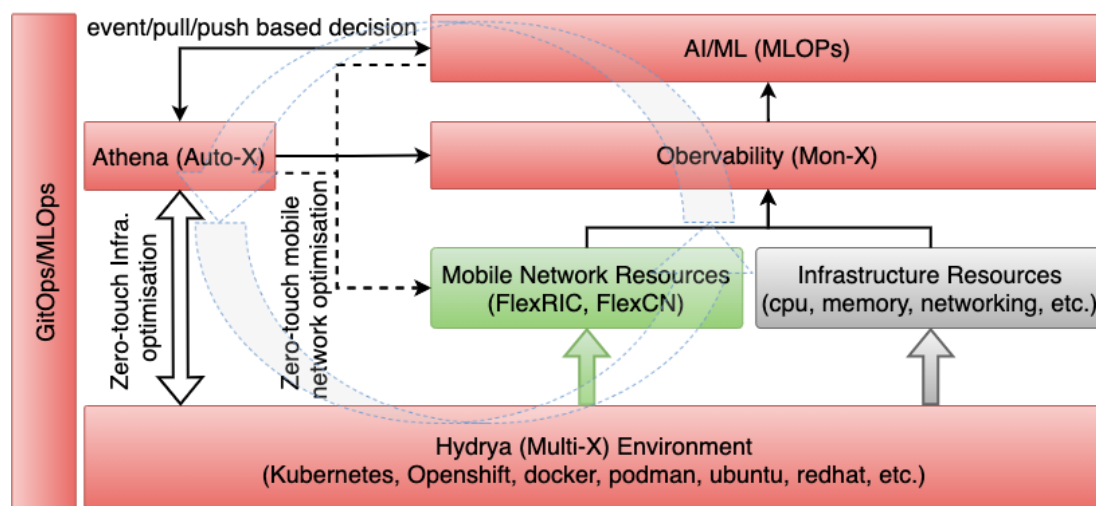 GitOps/MLOps
event/pull/push based decision
AI/ML (MLOPs)
Athena (Auto-X)
Obervability (Mon-X)
Zero-touch Infra.
optimisation
Zero-touch mobile
network optimisation
Mobile Network Resources
(FlexRIC, FlexCN)
Infrastructure Resources
(cpu, memory, networking, etc.)
Hydrya (Multi-X) Environment
(Kubernetes, Openshift, docker, podman, ubuntu, redhat, etc.)